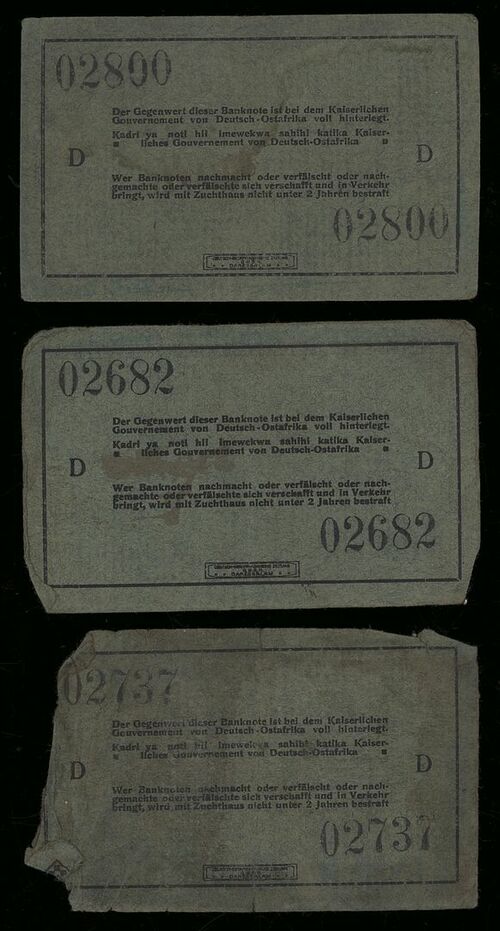 02800
Der Gegenwert dieser Banknote ist bei dem Kaiserlichen
Gouvernement von Deutsch-Ostafrika voll hinterlegt.
Kadri ya noti hii imewekwa sahihi katika Kaiser-
liches Gouvernement von Deutsch-Ostafrika
D
D
Wer Banknoten nachmacht oder verfälscht oder nach-
gemachte oder verfälschte sich verschafft und in Verkehr
bringt, wird mit Zuchthaus nicht unter 2 Jahren bestraft
02800
DARESSALAM
02682
Der Gegenwert dieser Banknote ist bei dem Kaiserlichen
Gouvernement von Deutsch-Ostafrika voll hinterlegt.
Kadri ya noti hii imewekwa sahihi katika Kaiser-
liches Gouvernement von Deutsch-Ostafrika
D
D
Wer Banknoten nachmacht oder verfälscht oder nach-
gemachte oder verfälschte sich verschafft und in Verkehr
bringt, wird mit Zuchthaus nicht unter 2 Jahren bestraft
02682
DARESSALAM
02737
Der Gegenwert dieser Banknote ist bei dem Kaiserlichen
Gouvernement von Deutsch-Ostafrika voll hinterlegt.
Kadri ya noti hii imewekwa sahihi katika Kaiser-
liches Gouvernement von Deutsch-Ostafrika
D
D
Wer Banknoten nachmacht oder verfälscht oder nach-
gemachte oder verfälschte sich verschafft und in Verkehr
bringt, wird mit Zuchthaus nicht unter 2 Jahren bestraft
02737
DARESSALAM